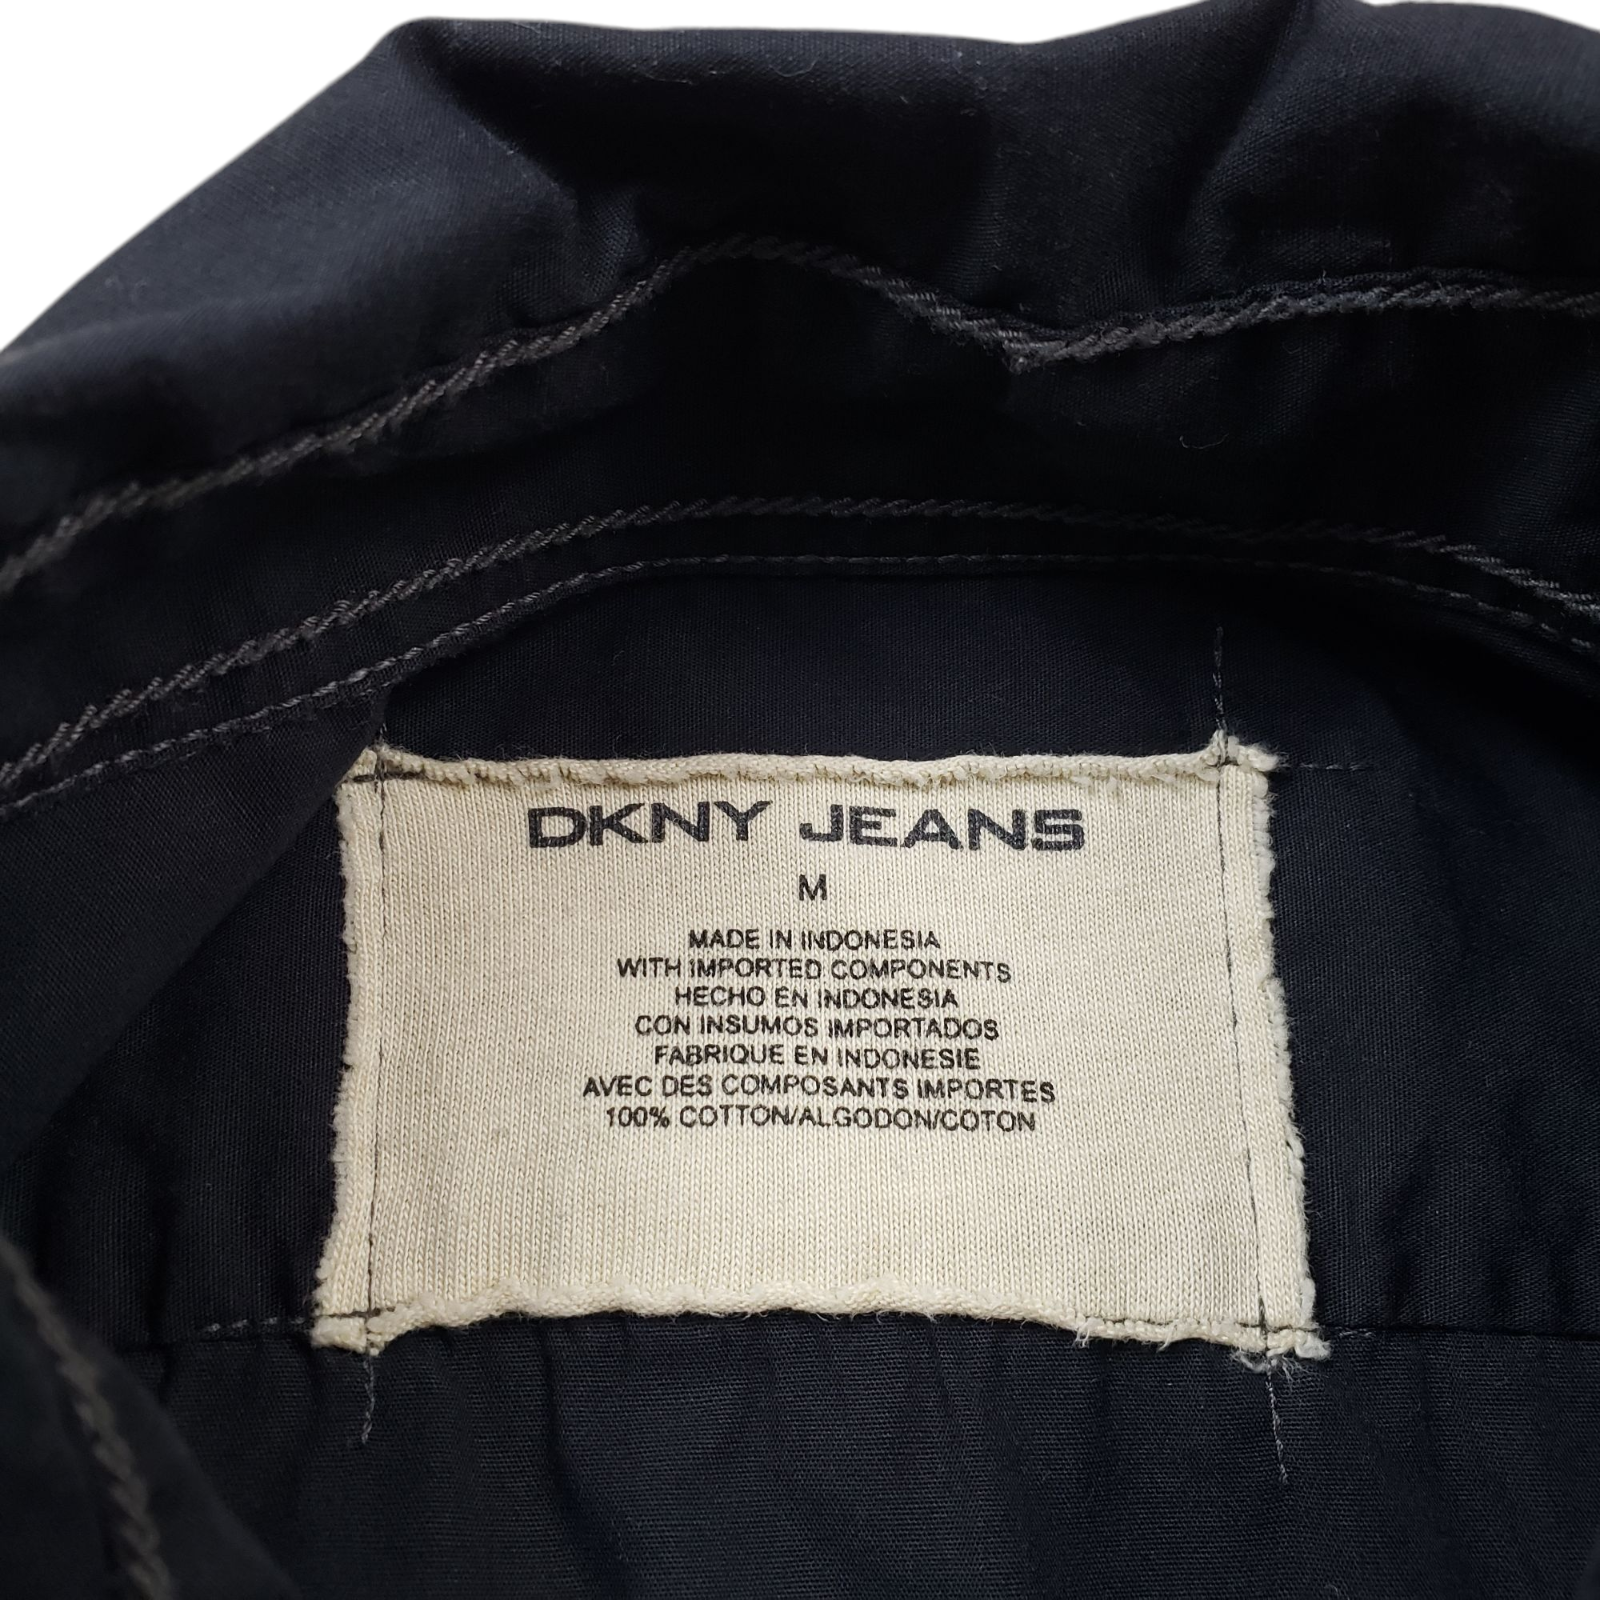 DKNY JEANS
M
MADE IN INDONESIA
WITH IMPORTED COMPONENTS
HECHO EN INDONESIA
CON INSUMOS IMPORTADOS
FABRIQUE EN INDONESIE
AVEC DES COMPOSANTS IMPORTES
100% COTTON/ALGODON/COTON